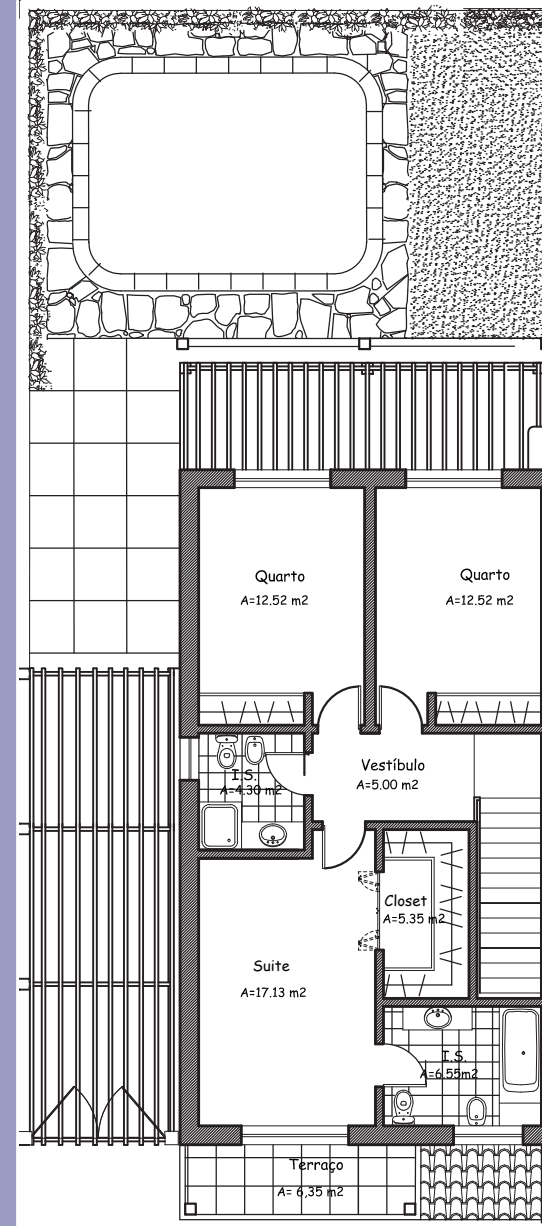 Quarto
A=12.52 m2
Quarto
A=12.52 m2
Vestíbulo
A=5.00 m2
I.S.
A=4.30 m2
Closet
A=5.35 m2
Suite
A=17.13 m2
I.S.
A=6.55m2
Terraço
A= 6,35 m2